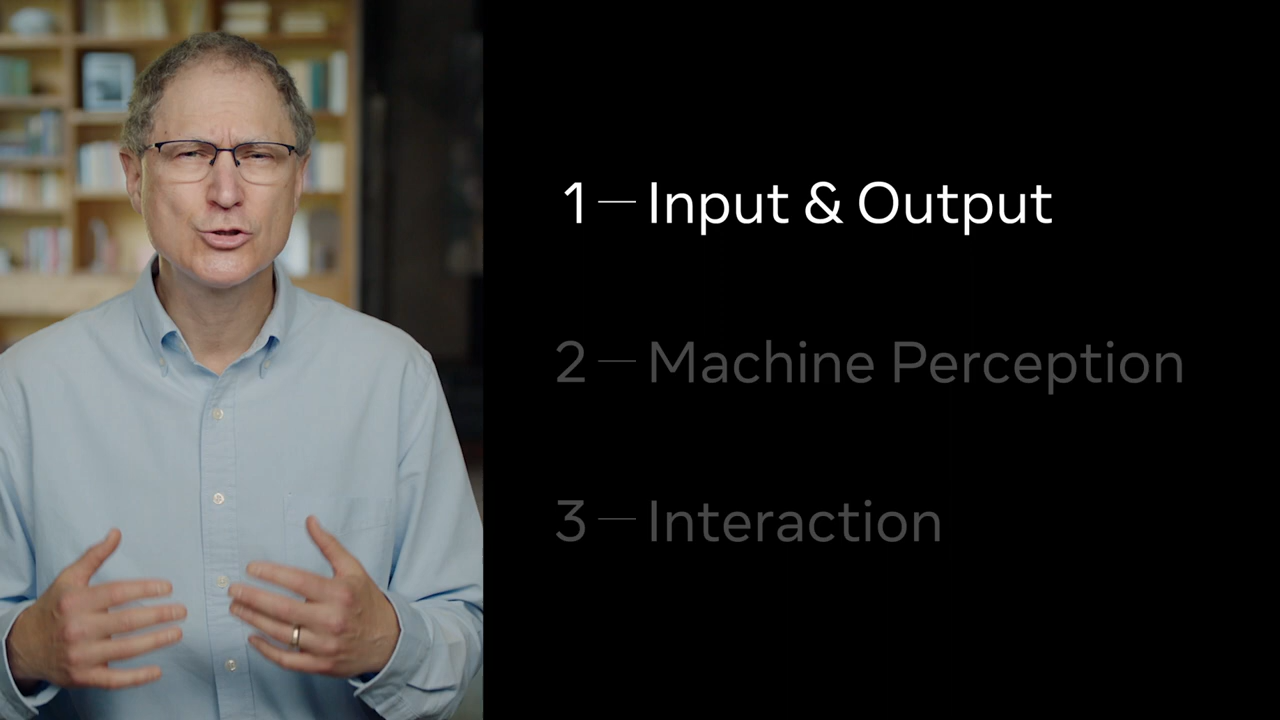 1 — Input & Output
2 — Machine Perception
3 — Interaction